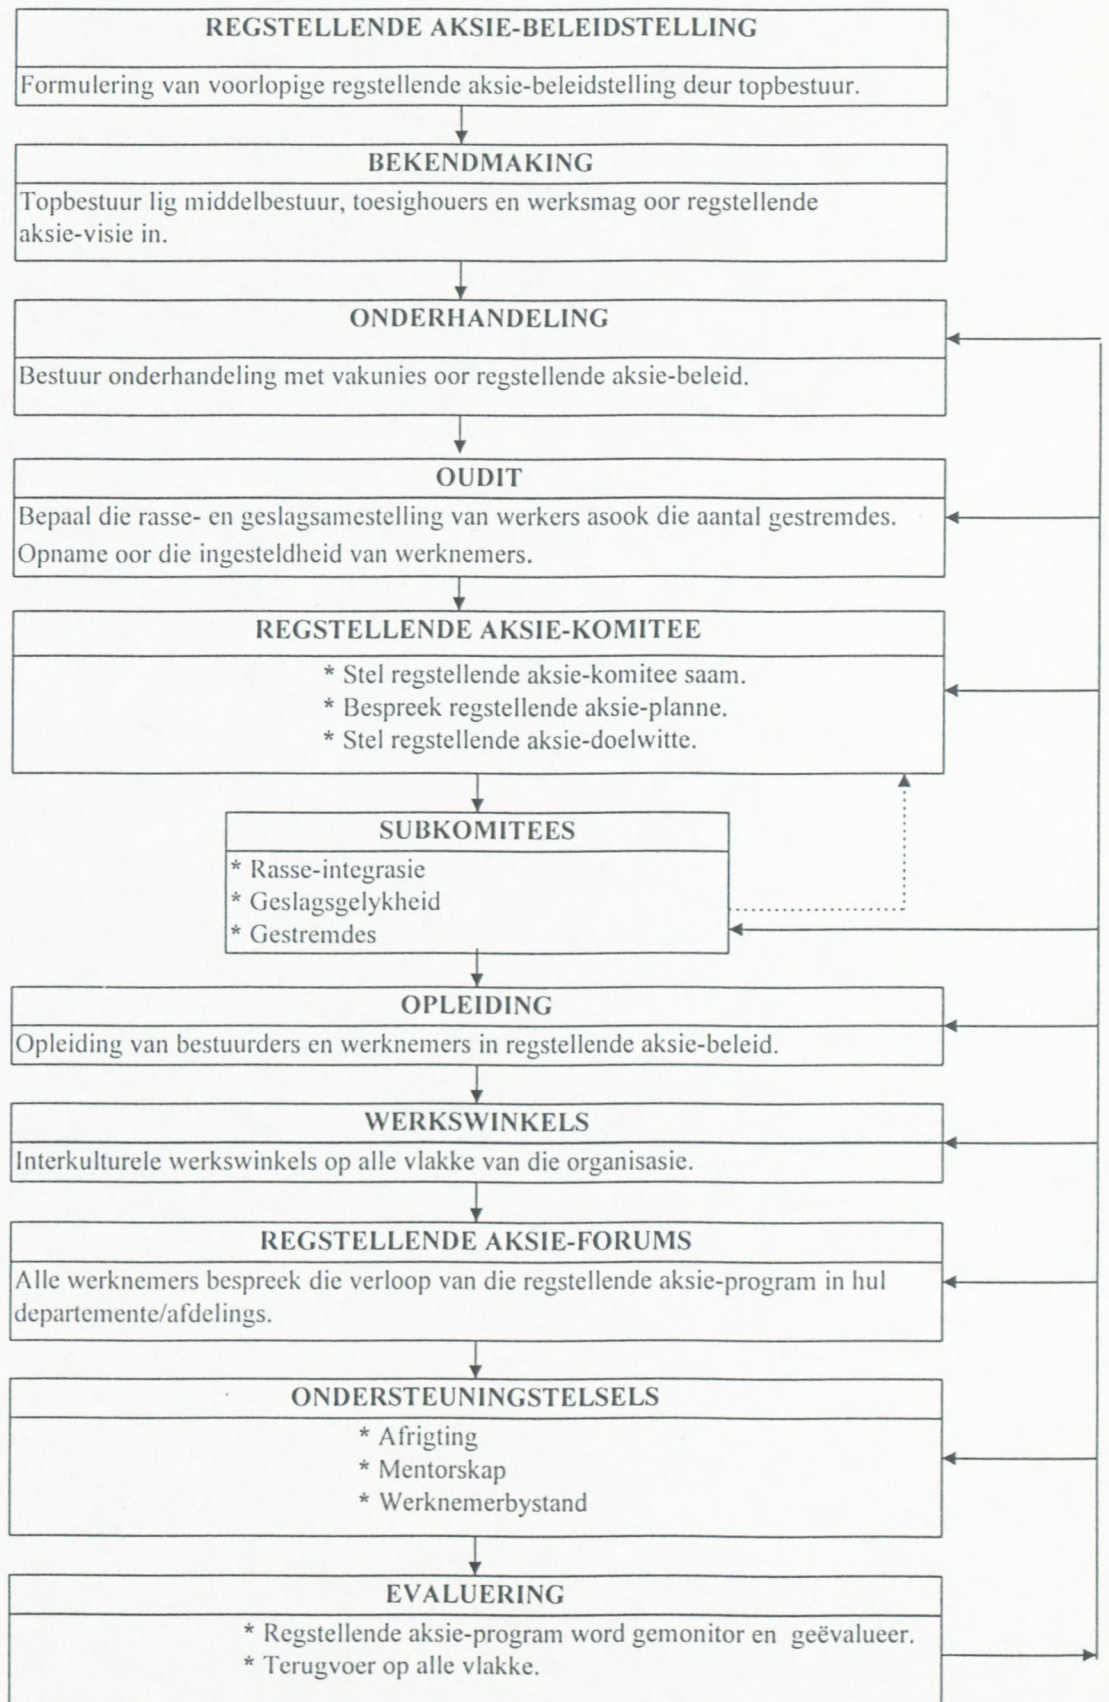 REGSTELLENDE AKSIE-BELEIDSTELLING
Formulering van voorlopige regstellende aksie-beleidstelling deur topbestuur.
BEKENDMAKING
Topbestuur lig middelbestuur, toesighouers en werksmag oor regstellende
aksie-visie in.
ONDERHANDELING
Bestuur onderhandeling met vakunies oor regstellende aksie-beleid.
OUDIT
Bepaal die rasse- en geslagsamestelling van werkers asook die aantal gestremdes.
Opname oor die ingesteldheid van werknemers.
REGSTELLENDE AKSIE-KOMITEE
* Stel regstellende aksie-komitee saam.
* Bespreek regstellende aksie-planne.
* Stel regstellende aksie-doelwitte.
SUBKOMITEES
* Rasse-integrasie
* Geslagsgelykheid
* Gestremdes
OPLEIDING
Opleiding van bestuurders en werknemers in regstellende aksie-beleid.
WERKSWINKELS
Interkulturele werkswinkels op alle vlakke van die organisasie.
REGSTELLENDE AKSIE-FORUMS
Alle werknemers bespreek die verloop van die regstellende aksie-program in hul
departemente/afdelings.
ONDERSTEUNINGSTELSELS
* Afrigting
* Mentorskap
* Werknemerbystand
EVALUERING
* Regstellende aksie-program word gemonitor en geëvalueer.
* Terugvoer op alle vlakke.